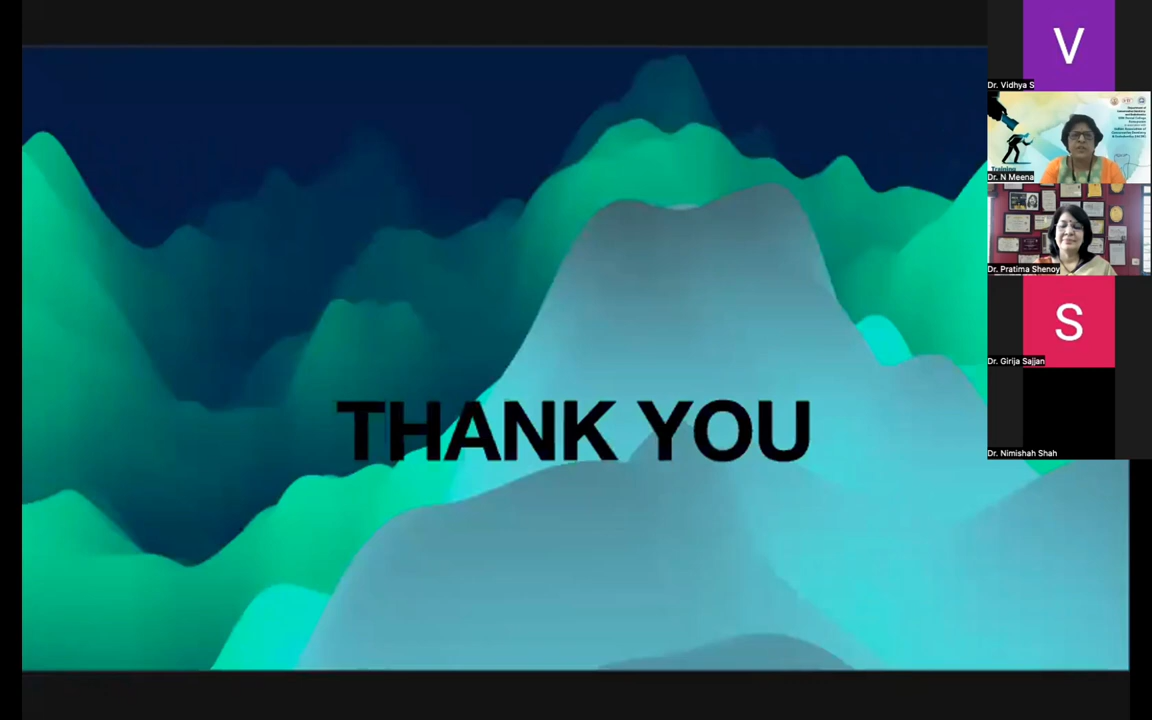 THANK YOU
V
Dr. Vidhya S
Dr. N Meena
Dr. Pratima Shenoy
S
Dr. Girija Sajjan
Dr. Nimishah Shah